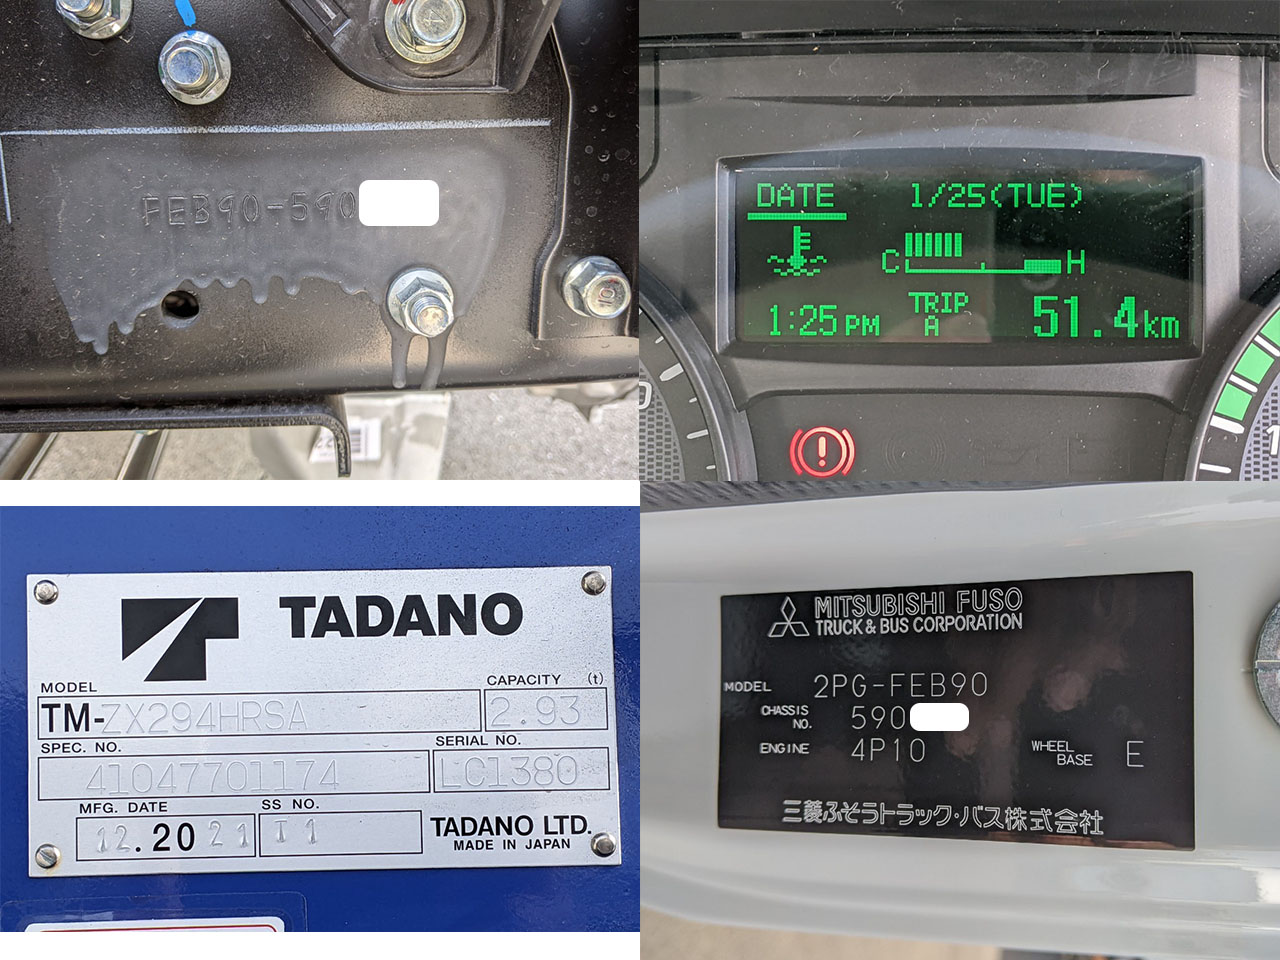 FEB90-590
DATE 1/25(TUE)
C H
1:25 PM TRIP A 51.4km
TADANO
MODEL CAPACITY (t)
TM-ZX294HRSA 2.93
SPEC. NO. SERIAL NO.
41047701174 LC1380
MFG. DATE SS NO.
12.2021 T1
TADANO LTD.
MADE IN JAPAN
MITSUBISHI FUSO
TRUCK & BUS CORPORATION
MODEL 2PG-FEB90
CHASSIS NO. 590
ENGINE 4P10 WHEEL BASE E
三菱ふそうトラック・バス株式会社